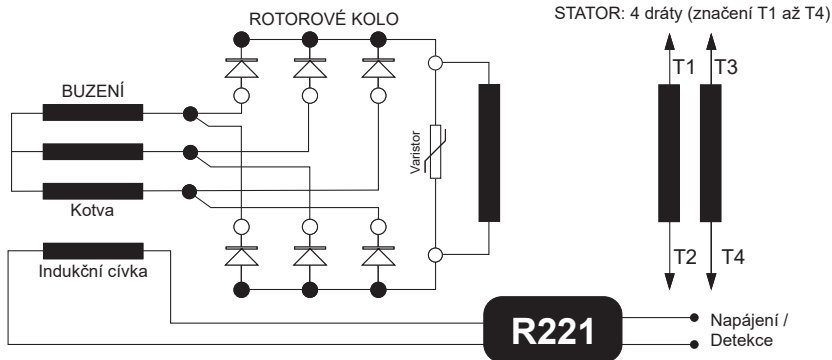 STATOR: 4 dráty (značení T1 až T4)
ROTOROVÉ KOLO
T1
T3
BUZENÍ
Varistor
Kotva
T2
T4
Indukční cívka
R221
Napájení /
Detekce